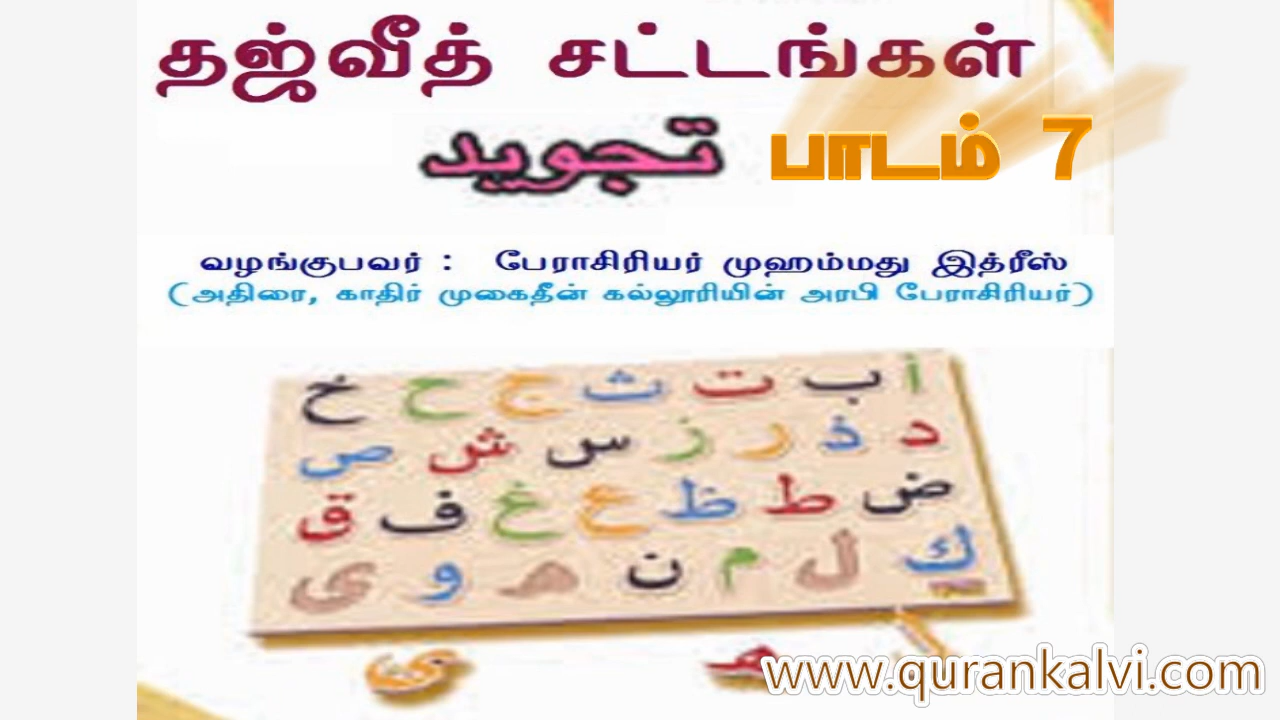 தஜ்வீத் சட்டங்கள்
تجويد பாடம் 7
வழங்குபவர் : பேராசிரியர் முஹம்மது இத்ரீஸ்
(அதிரை, காதிர் முகைதீன் கல்லூரியின் அரபி பேராசிரியர்)
أ ب ت ث ج ح خ
د ذ ر ز س ش ص
ض ط ظ ع غ ف ق
ك ل م ن ه و ي
ه ي
www.qurankalvi.com